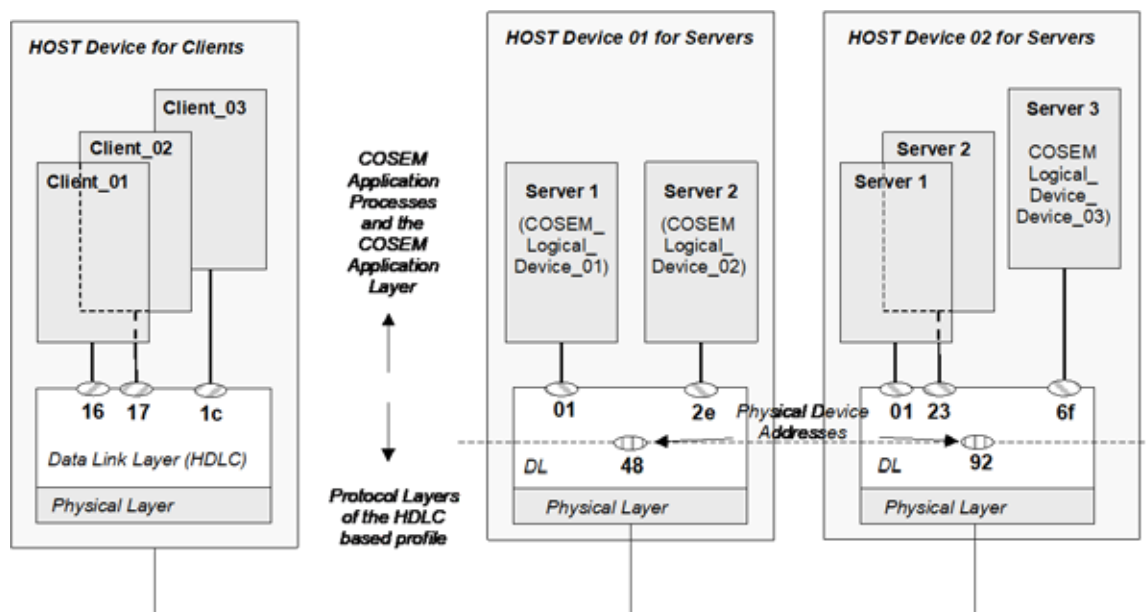 HOST Device for Clients
Client_03
Client_02
Client_01
16
17
1c
Data Link Layer (HDLC)
Physical Layer
COSEM
Application
Processes
and the
COSEM
Application
Layer
Protocol Layers
of the HDLC
based profile
HOST Device 01 for Servers
Server 1
(COSEM_
Logical_
Device_01)
Server 2
(COSEM
Logical_
Device_02)
01
2e
Physical Device
Addresses
48
DL
Physical Layer
HOST Device 02 for Servers
Server 3
COSEM
Logical_
Device_
Device_03)
Server 2
Server 1
01
23
6f
92
DL
Physical Layer